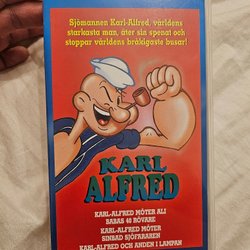 Sjömannen Karl-Alfred, världens
starkasta man, äter sin spenat och
stoppar världens bråkigaste busar!
KARL
ALFRED
KARL-ALFRED MÖTER ALI
BABAS 40 RÖVARE
KARL-ALFRED MÖTER
SINBAD SJÖFARAREN
KARL-ALFRED OCH ANDEN I LAMPAN